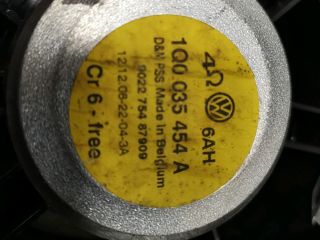 4Ω 6AH
1Q0 035 454 A
D&M PSS Made in Belgium
9022 754 87909
12.12.06-22-04-3A
Cr 6 - free